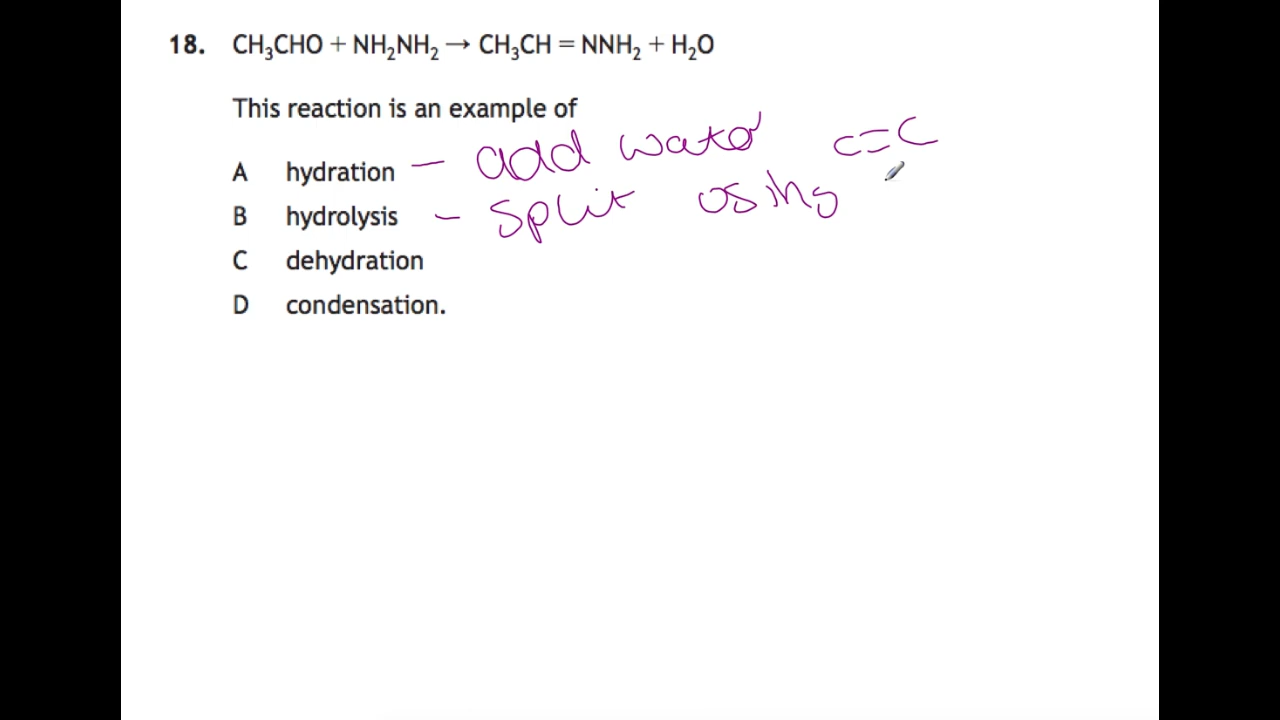 18. CH₃CHO + NH₂NH₂ → CH₃CH = NNH₂ + H₂O
This reaction is an example of
A hydration – add water C=C
B hydrolysis – split using
C dehydration
D condensation.